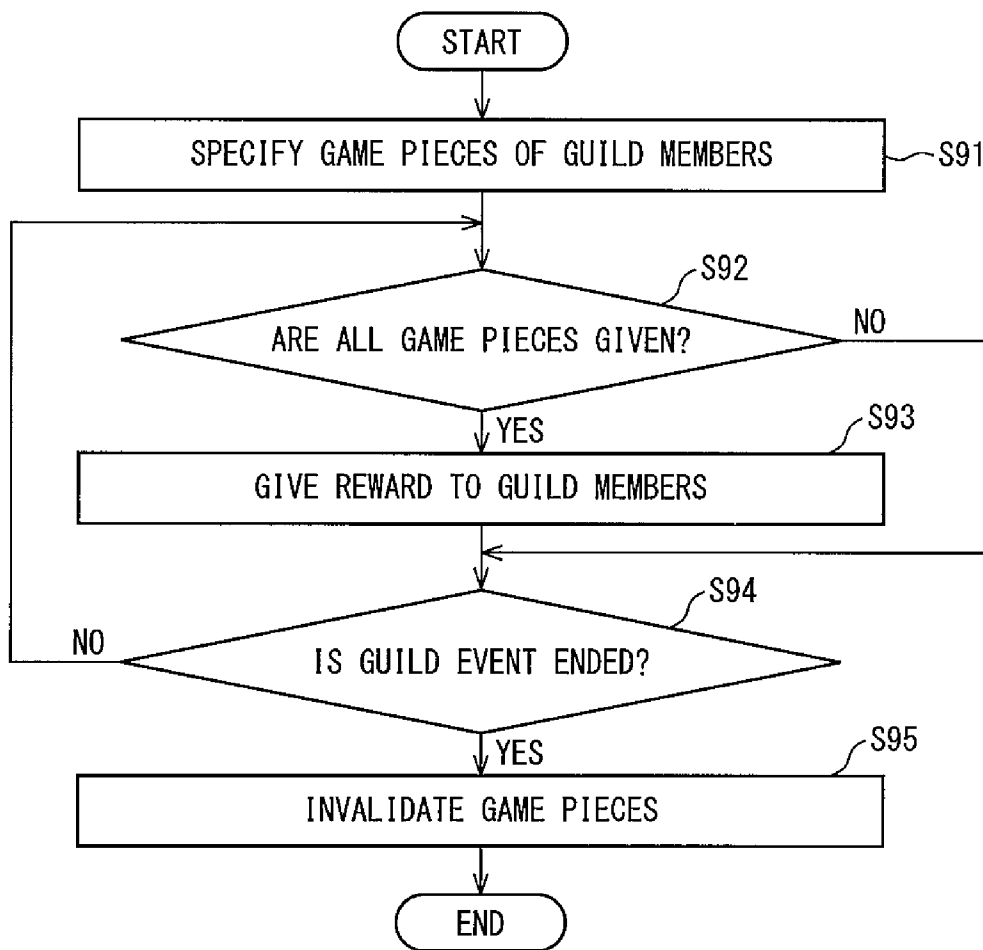 START
SPECIFY GAME PIECES OF GUILD MEMBERS
S91
S92
ARE ALL GAME PIECES GIVEN?
NO
YES
S93
GIVE REWARD TO GUILD MEMBERS
S94
NO
IS GUILD EVENT ENDED?
YES
S95
INVALIDATE GAME PIECES
END